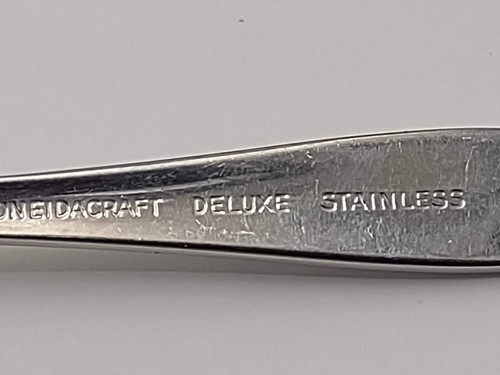 ONEIDACRAFT DELUXE STAINLESS